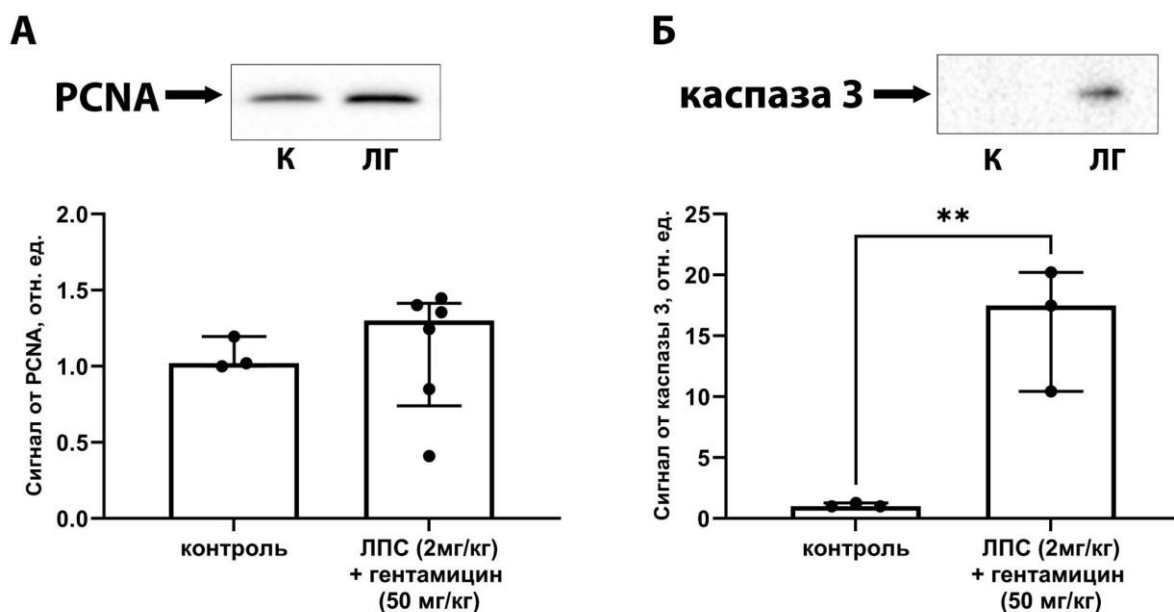 А
PCNA
К ЛГ
Сигнал от PCNA, отн. ед.
2.0
1.5
1.0
0.5
0.0
контроль
ЛПС (2мг/кг)
+ гентамицин
(50 мг/кг)
Б
каспаза 3
К ЛГ
Сигнал от каспазы 3, отн. ед.
25
20
15
10
5
0
**
контроль
ЛПС (2мг/кг)
+ гентамицин
(50 мг/кг)